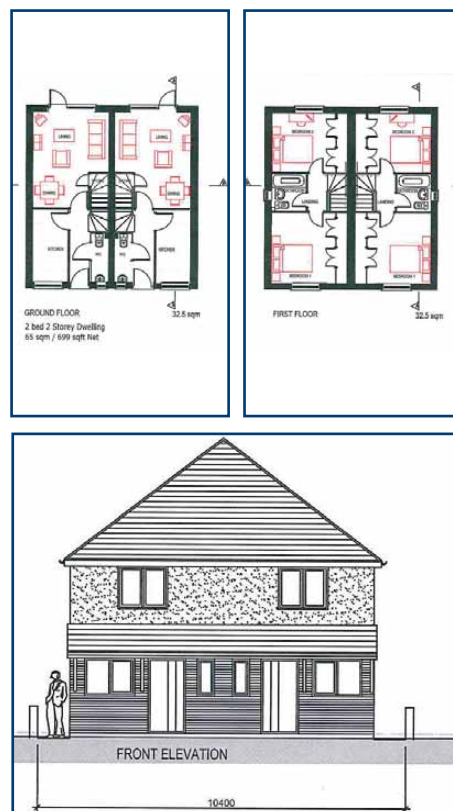 LIVING
LIVING
DINING
DINING
KITCHEN
WC
WC
KITCHEN
GROUND FLOOR
32.5 sqm
2 bed 2 Storey Dwelling
65 sqm / 699 sqft Net
BEDROOM 2
BEDROOM 2
LANDING
LANDING
BEDROOM 1
BEDROOM 1
FIRST FLOOR
32.5 sqm
FRONT ELEVATION
10400